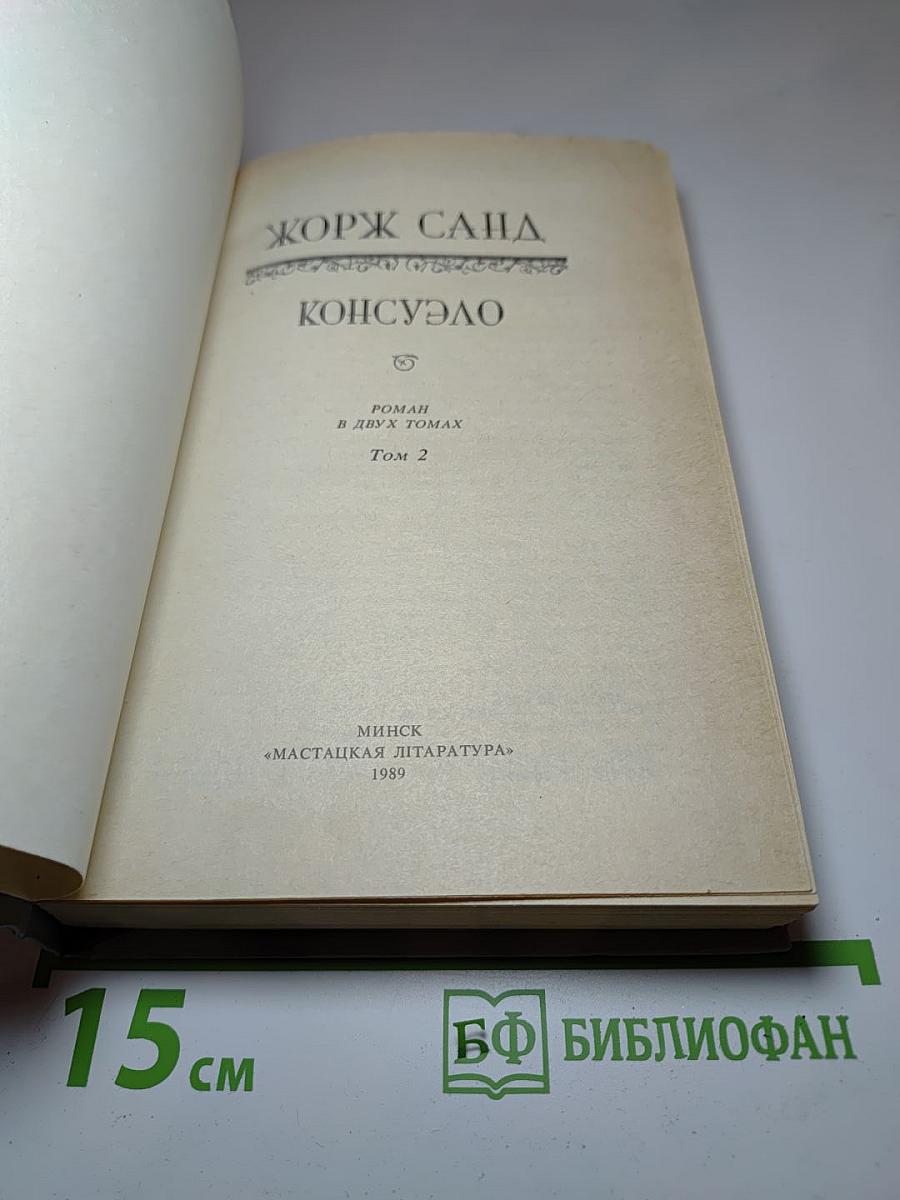 ЖОРЖ САНД
КОНСУЭЛО
РОМАН
В ДВУХ ТОМАХ
Том 2
МИНСК
«МАСТАЦКАЯ ЛІТАРАТУРА»
1989
15 см
БФ БИБЛИОФАН